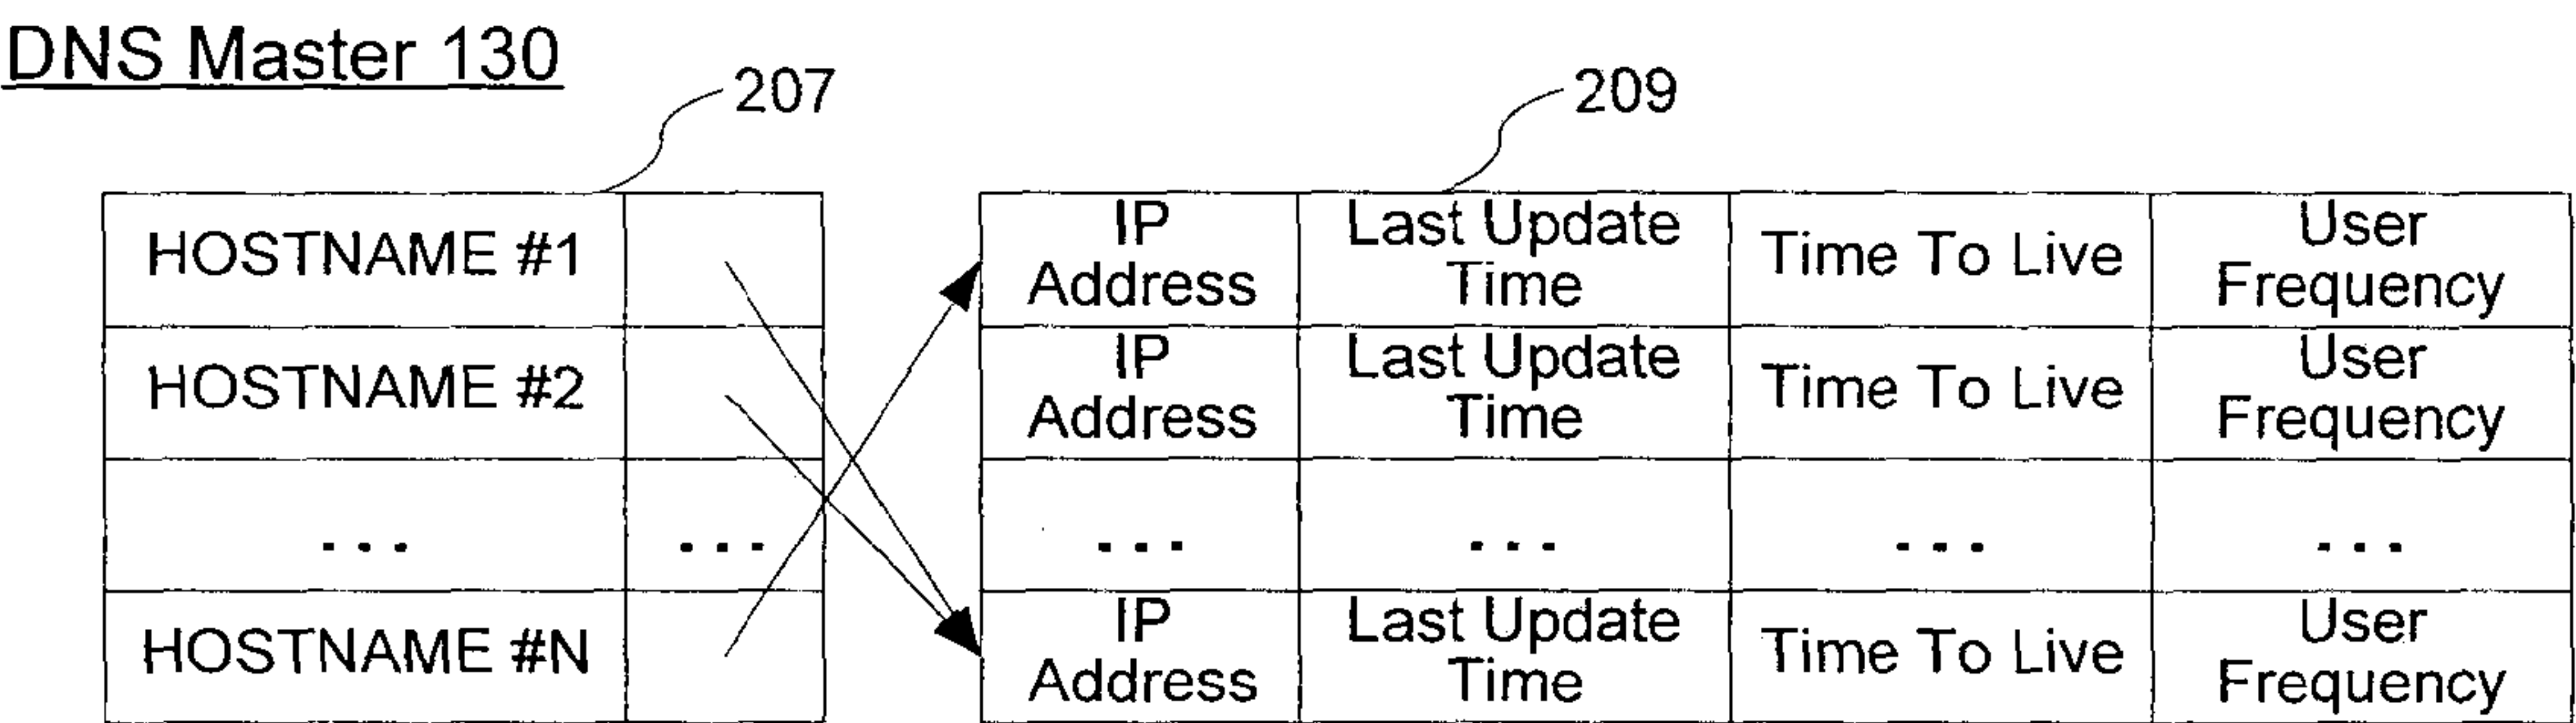 DNS Master 130
207
209
HOSTNAME #1
IP Address
Last Update Time
Time To Live
User Frequency
HOSTNAME #2
IP Address
Last Update Time
Time To Live
User Frequency
... ... ... ... ... ...
HOSTNAME #N
IP Address
Last Update Time
Time To Live
User Frequency